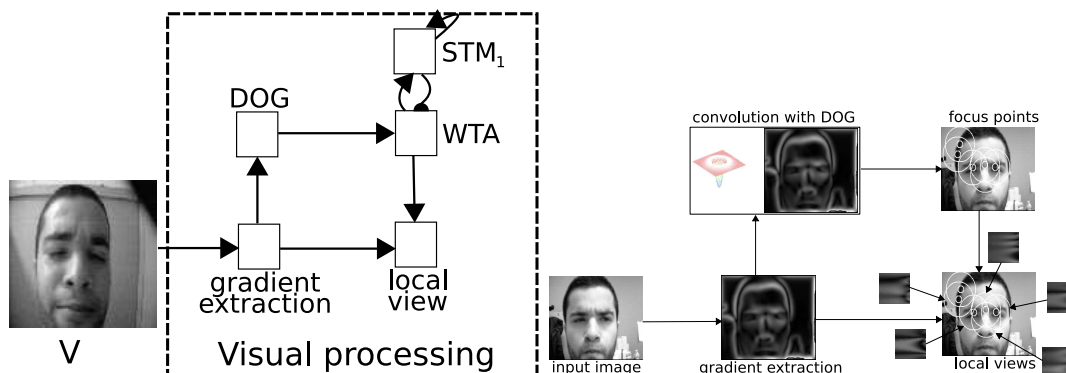 STM1
DOG
WTA
gradient
extraction
local
view
V
Visual processing
convolution with DOG
focus points
input image
gradient extraction
local views